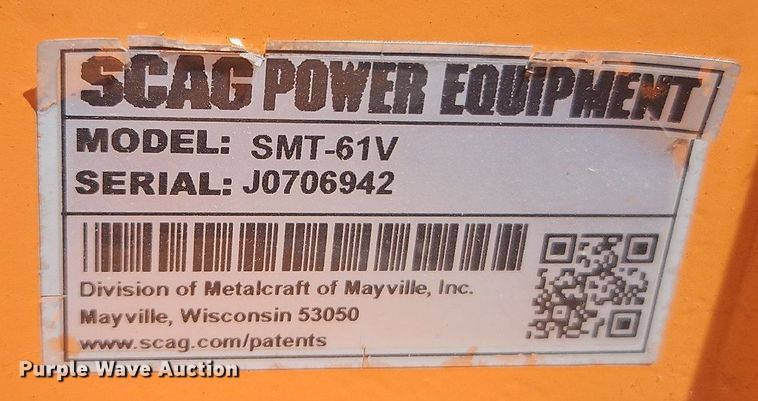 SCAG POWER EQUIPMENT
MODEL: SMT-61V
SERIAL: J0706942
Division of Metalcraft of Mayville, Inc.
Mayville, Wisconsin 53050
www.scag.com/patents
Purple Wave Auction